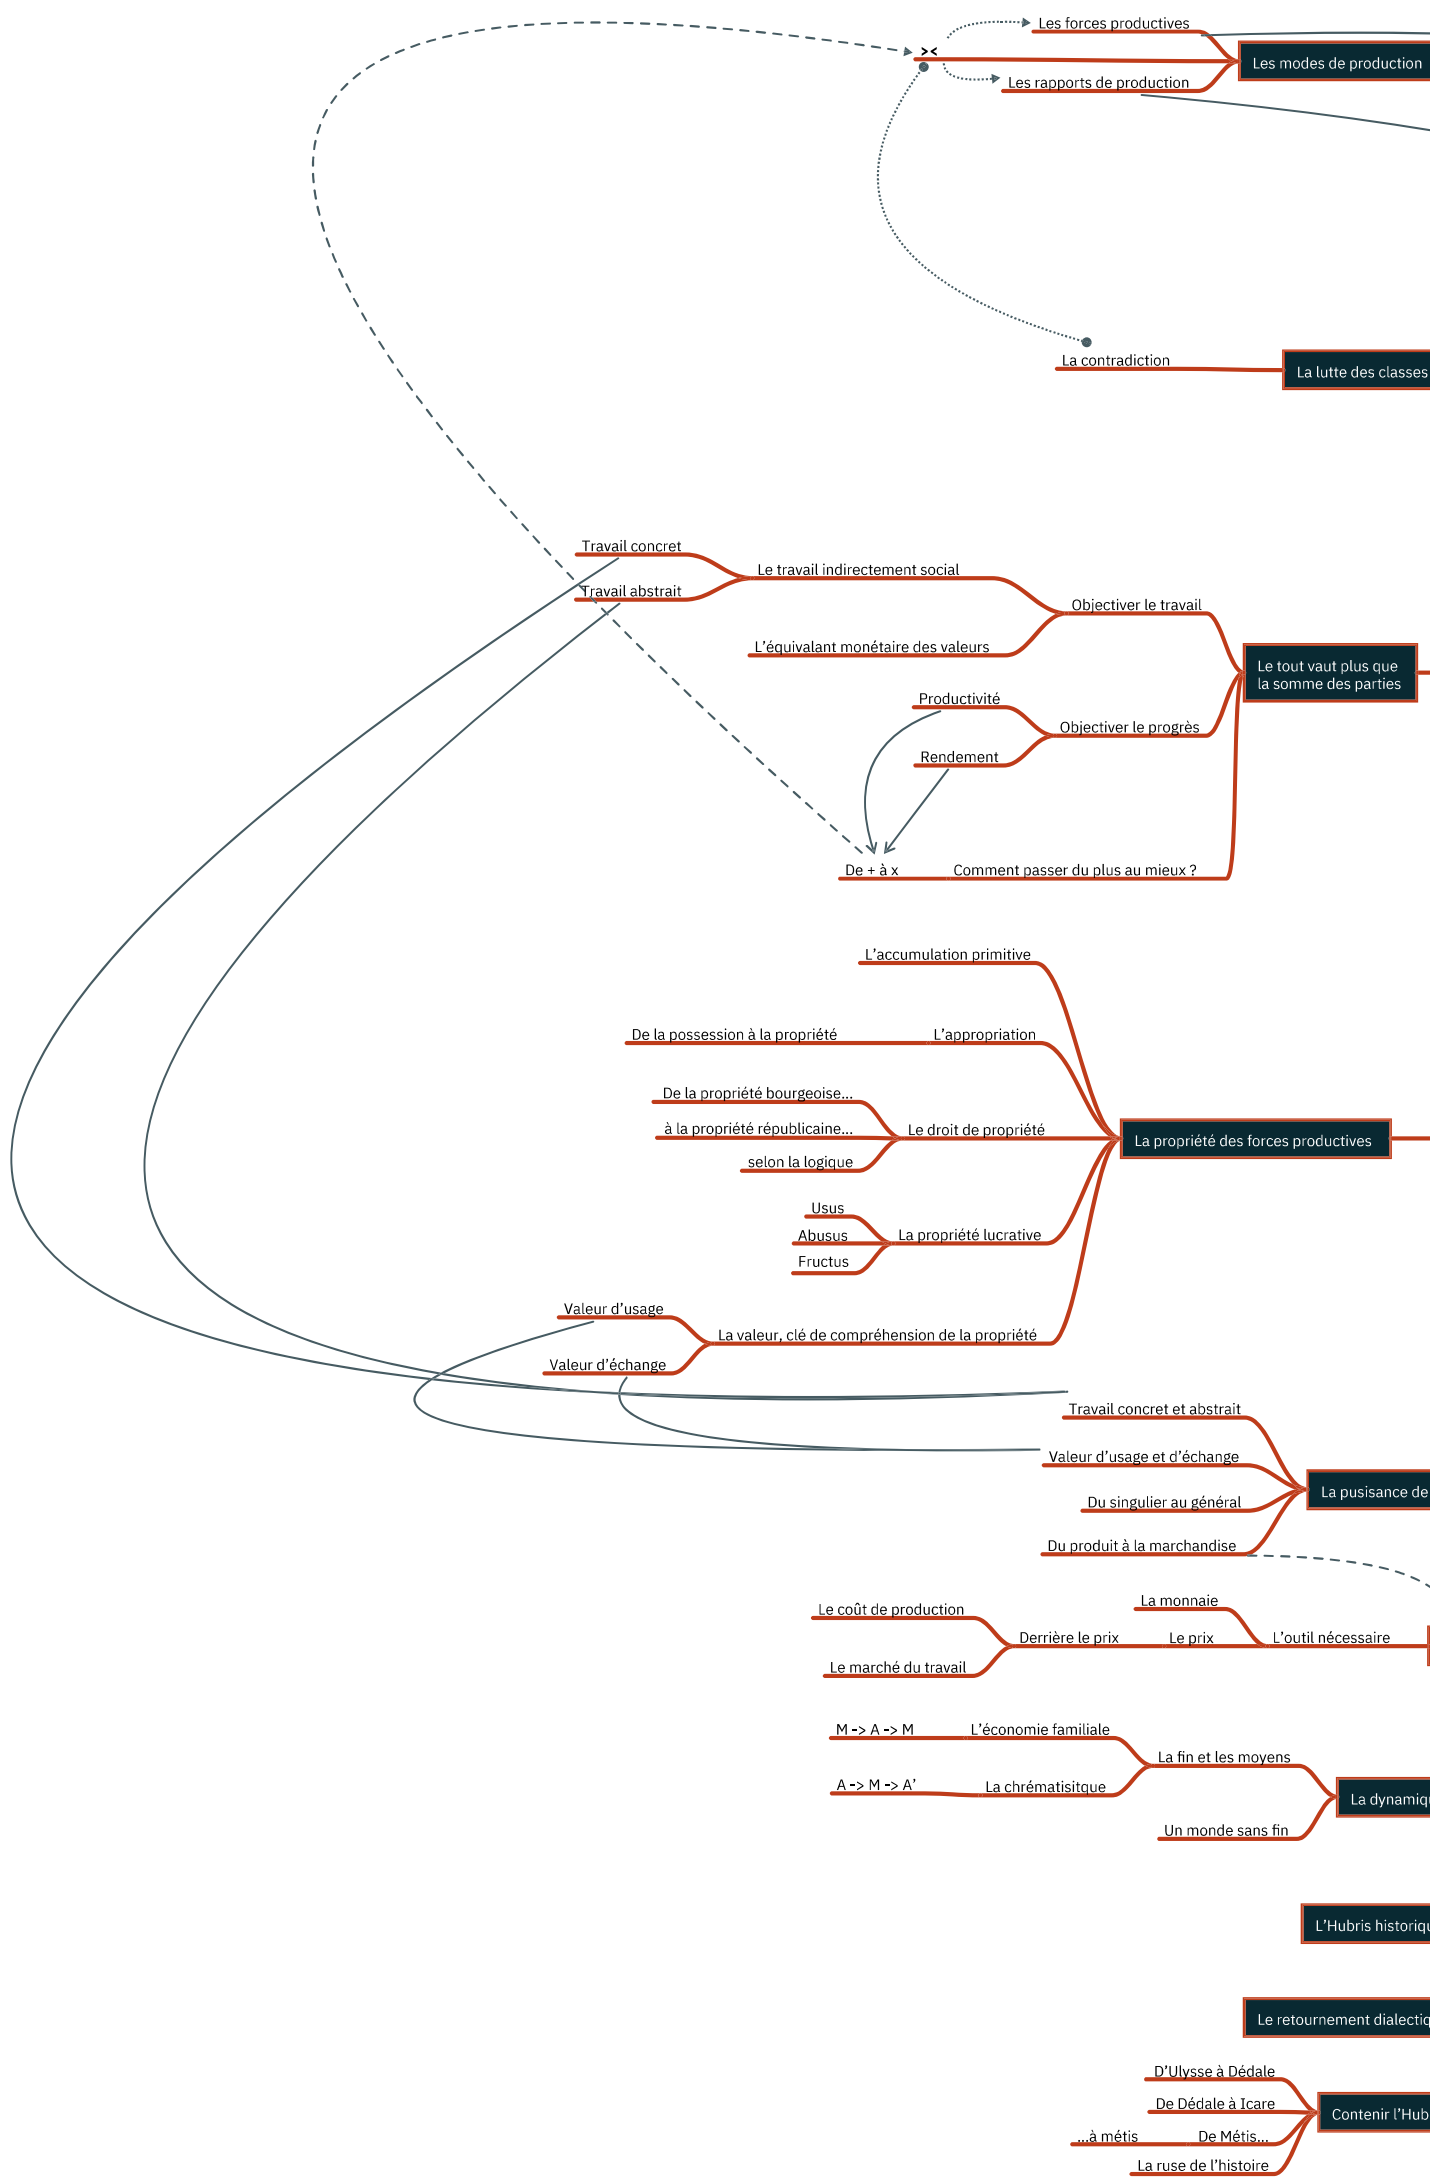 Les forces productives
><
Les modes de production
Les rapports de production
La contradiction
La lutte des classes
Travail concret
Le travail indirectement social
Travail abstrait
Objectiver le travail
L'équivalant monétaire des valeurs
Le tout vaut plus que
la somme des parties
Productivité
Objectiver le progrès
Rendement
De + à x
Comment passer du plus au mieux ?
L'accumulation primitive
De la possession à la propriété
L'appropriation
De la propriété bourgeoise...
à la propriété républicaine...
Le droit de propriété
selon la logique
La propriété des forces productives
Usus
Abusus
La propriété lucrative
Fructus
Valeur d'usage
La valeur, clé de compréhension de la propriété
Valeur d'échange
Travail concret et abstrait
Valeur d'usage et d'échange
La pusisance de
Du singulier au général
Du produit à la marchandise
La monnaie
Le coût de production
Derrière le prix
Le prix
L'outil nécessaire
Le marché du travail
M -> A -> M
L'économie familiale
La fin et les moyens
A -> M -> A'
La chrématisitque
La dynamiq
Un monde sans fin
L'Hubris historiq
Le retournement dialectiq
D'Ulysse à Dédale
De Dédale à Icare
Contenir l'Hub
...à métis
De Métis...
La ruse de l'histoire